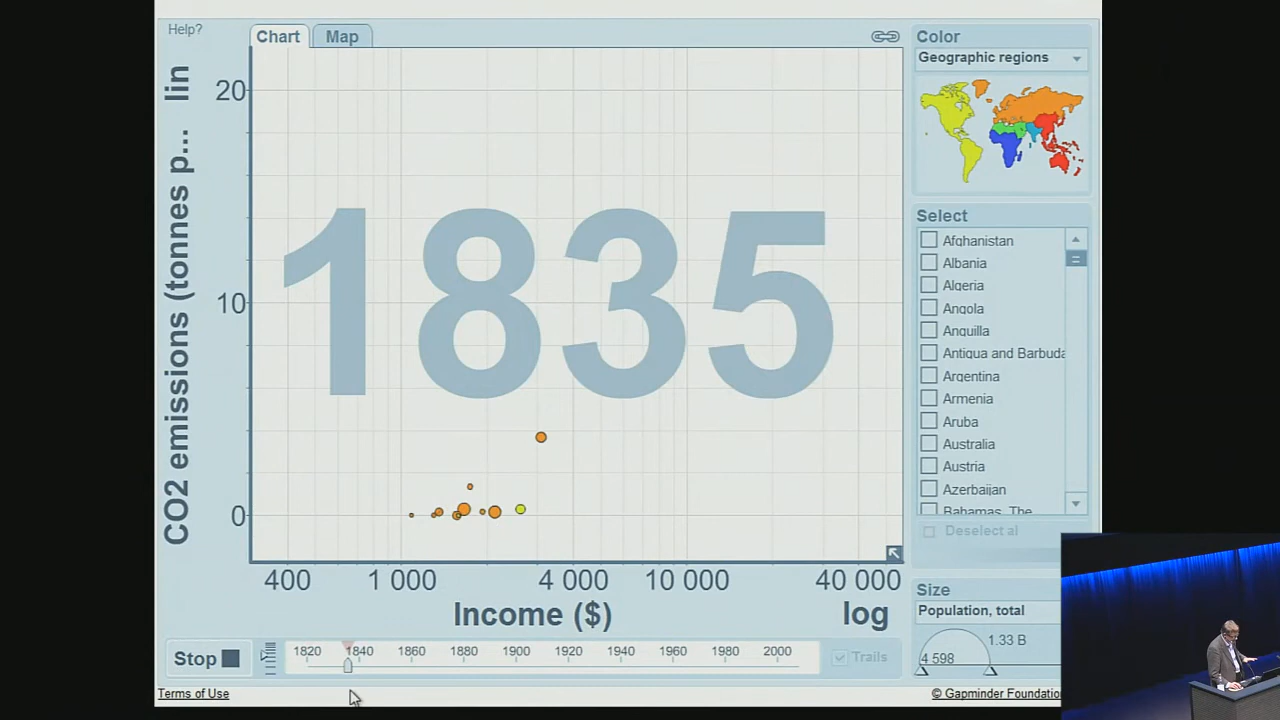 Help?
Chart
Map
lin
CO2 emissions (tonnes p...
20
10
0
1835
400
1 000
4 000
10 000
40 000
Income ($)
log
Color
Geographic regions
Select
Afghanistan
Albania
Algeria
Angola
Anguilla
Antigua and Barbuda
Argentina
Armenia
Aruba
Australia
Austria
Azerbaijan
Bahamas, The
Deselect al
Size
Population, total
1.33 B
4 598
Stop
1820 1840 1860 1880 1900 1920 1940 1960 1980 2000
Trails
Terms of Use
© Gapminder Foundatio